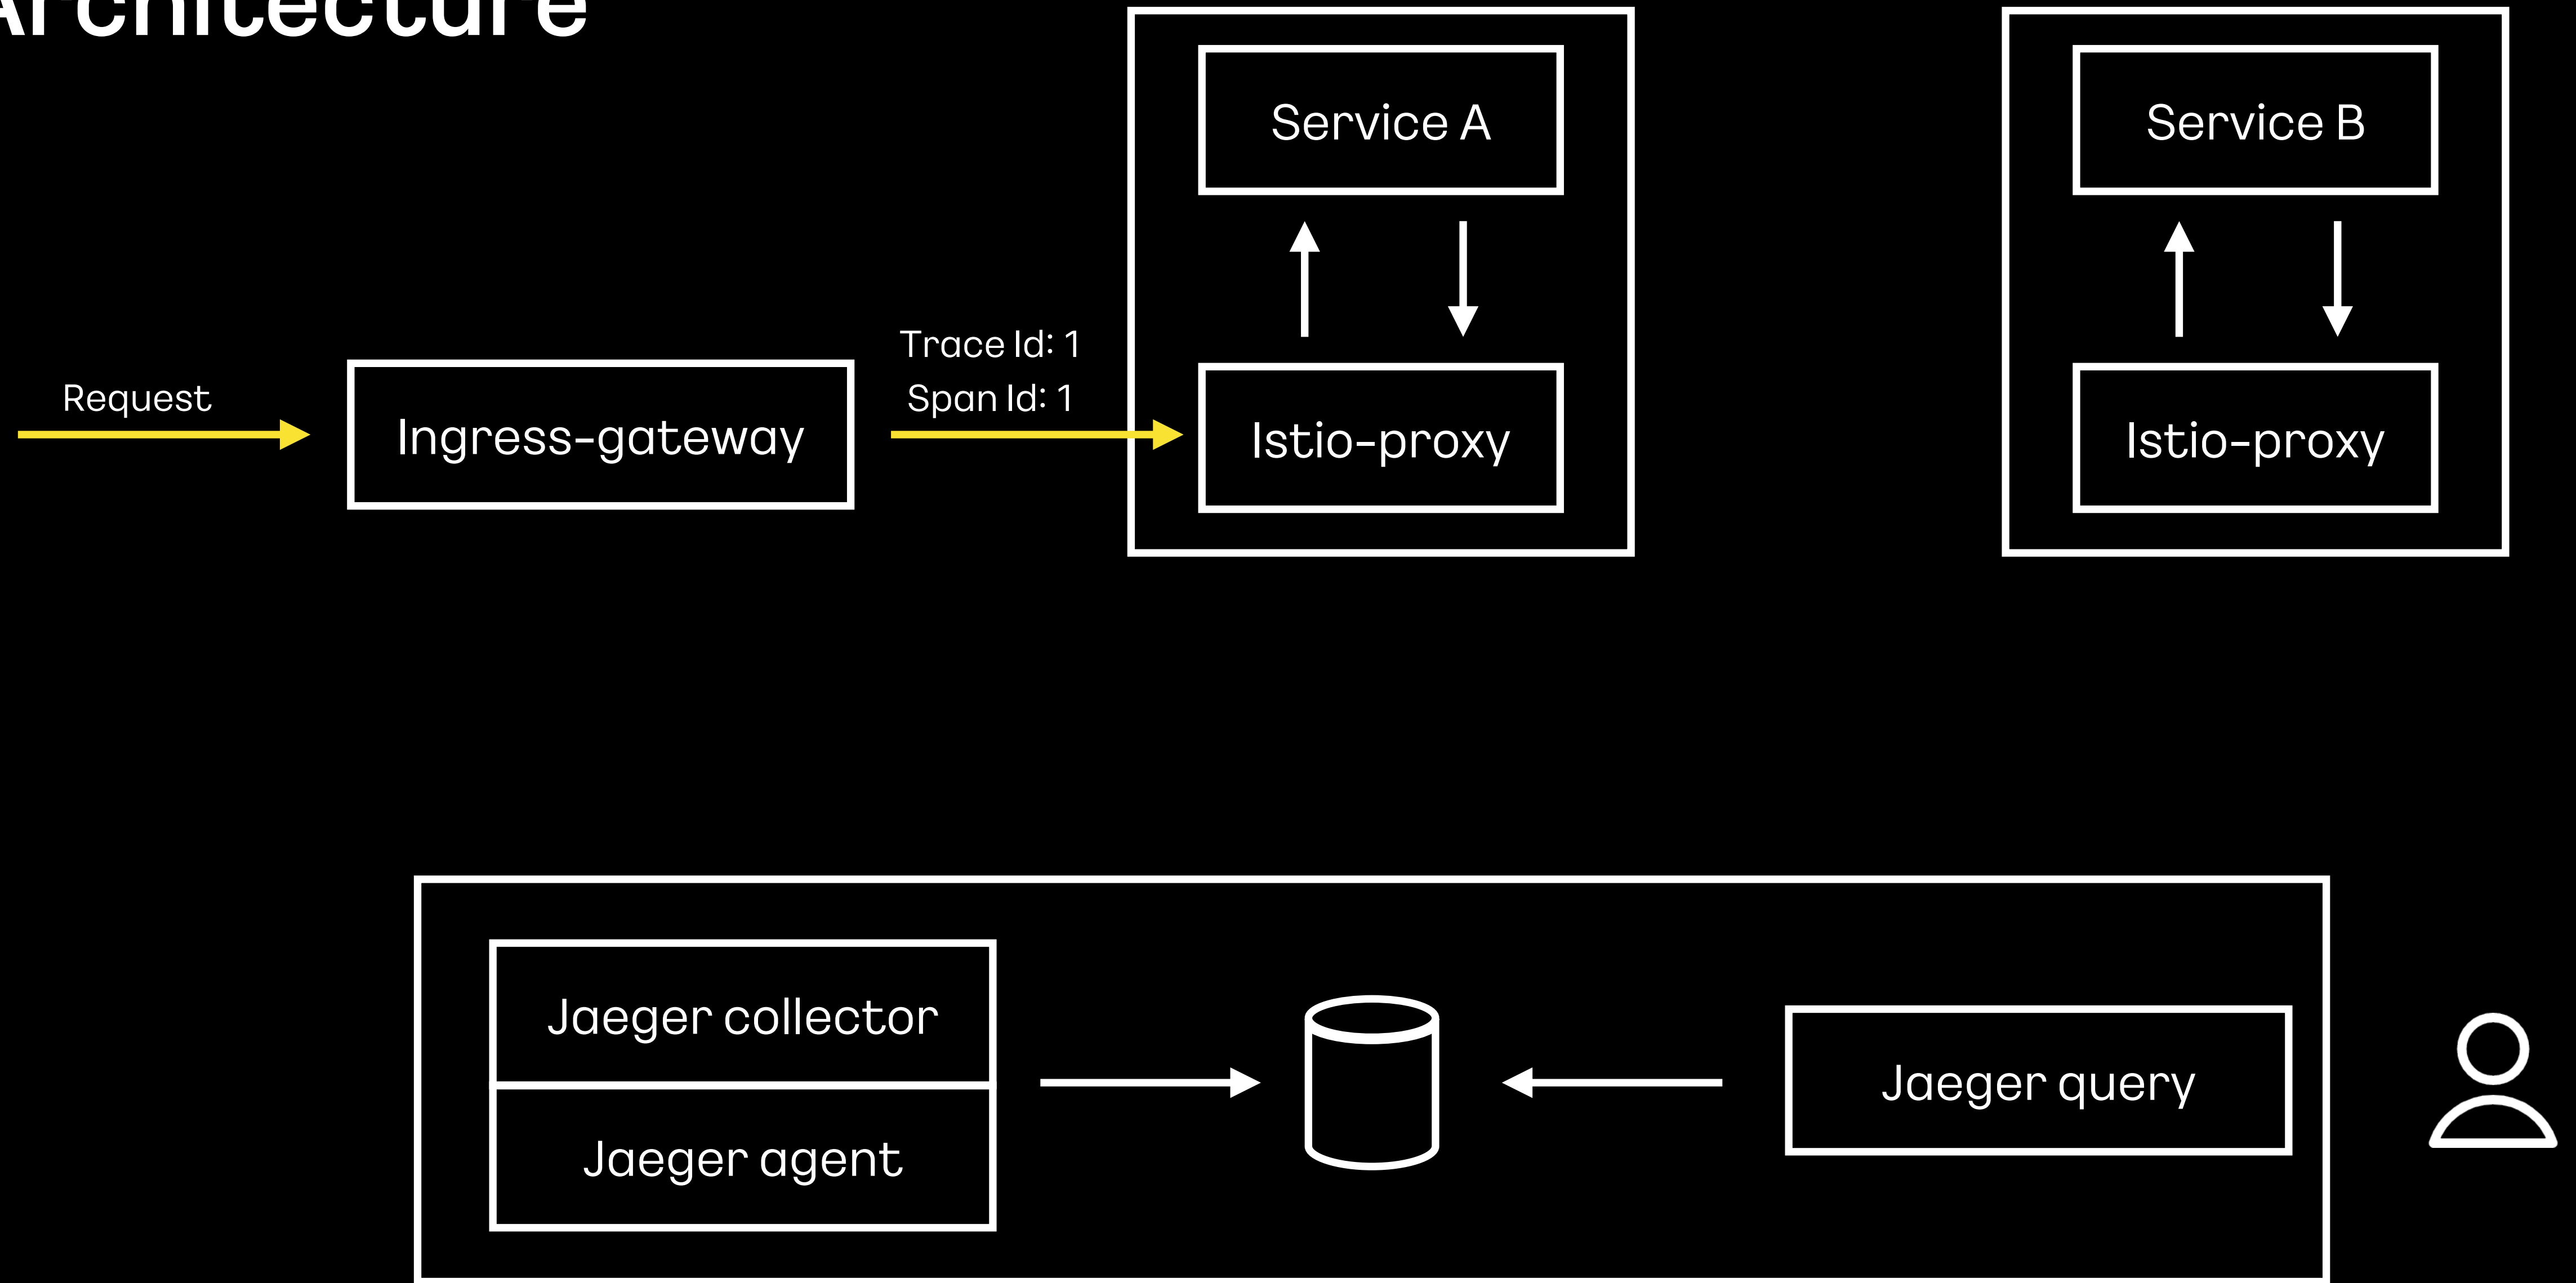 Architecture
Service A
Service B
Trace Id: 1
Span Id: 1
Request
Ingress-gateway
Istio-proxy
Istio-proxy
Jaeger collector
Jaeger agent
Jaeger query